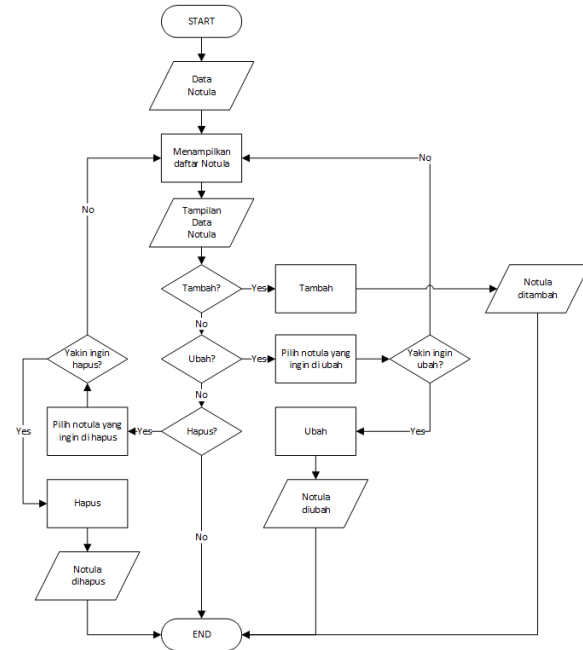 START
Data
Notula
Menampilkan
daftar Notula
No
No
Tampilan
Data
Notula
Tambah?
Yes
Tambah
Notula
ditambah
No
Yakin ingin
hapus?
Ubah?
Yes
Pilih notula yang
ingin di ubah
Yakin ingin
ubah?
No
Yes
Pilih notula yang
ingin di hapus
Yes
Hapus?
Ubah
Yes
Hapus
Notula
diubah
No
Notula
dihapus
END